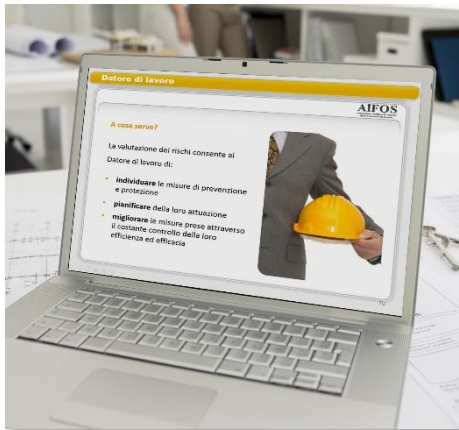 Datore di lavoro
AIFOS
A cosa serve?
La valutazione dei rischi consente al
Datore di lavoro di:
• individuare le misure di prevenzione
e protezione
• pianificare della loro attuazione
• migliorare le misure prese attraverso
il costante controllo della loro
efficienza ed efficacia